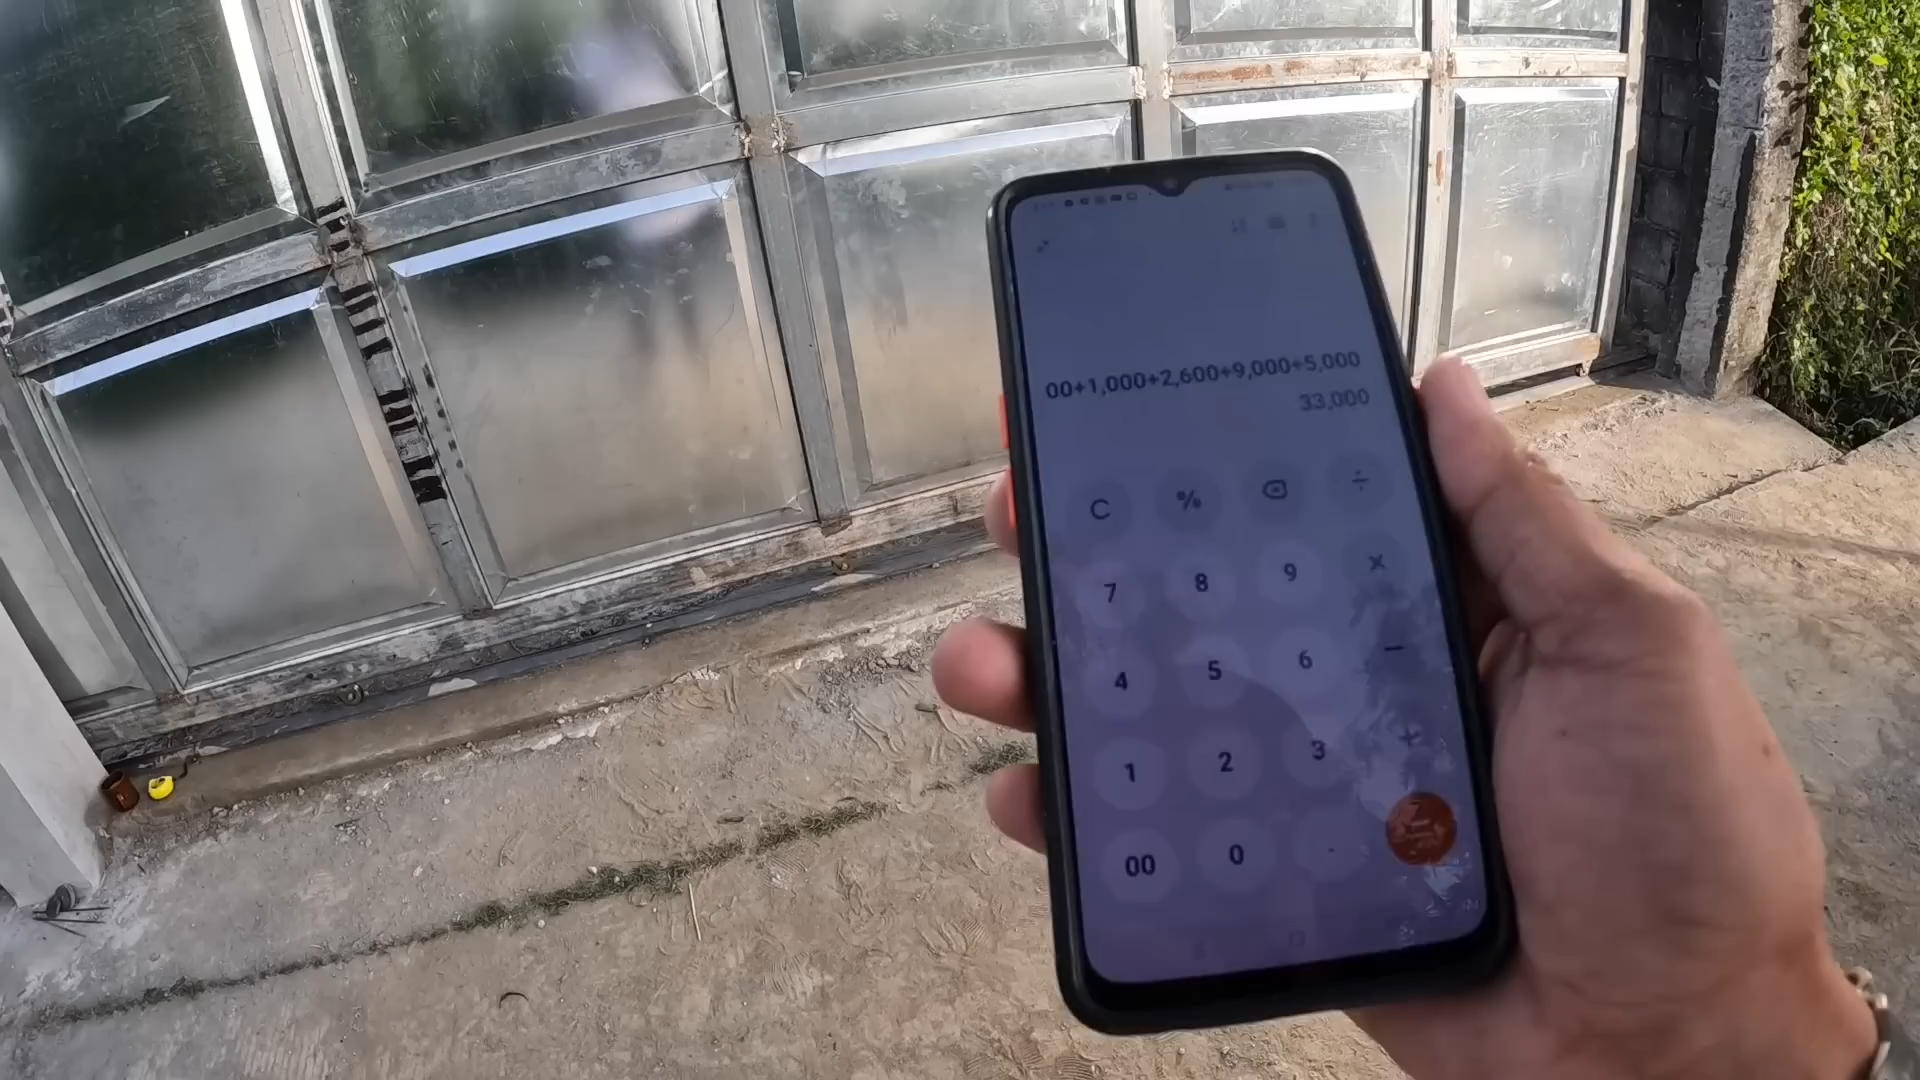 00+1,000+2,600+9,000+5,000
33,000
C % ÷
7 8 9 ×
4 5 6 −
1 2 3 +
00 0 . =